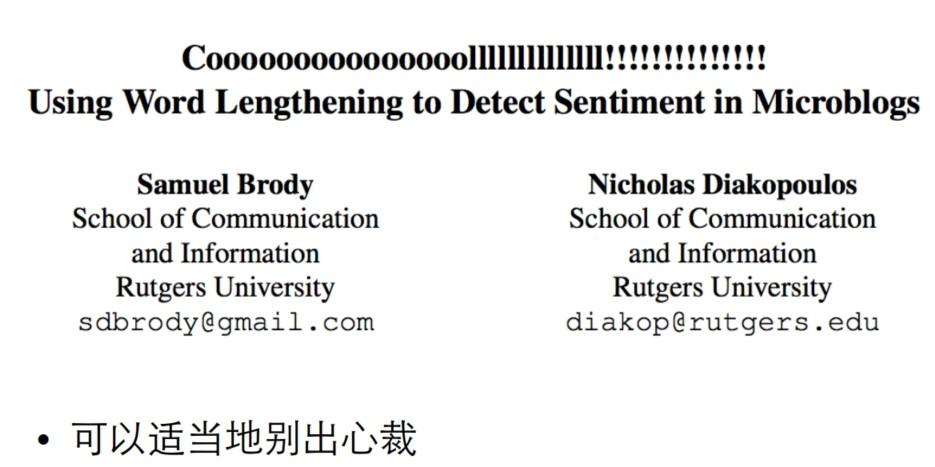 Cooooooooooooooollllllllllllll!!!!!!!!!!!!!!
Using Word Lengthening to Detect Sentiment in Microblogs
Samuel Brody
School of Communication
and Information
Rutgers University
sdbrody@gmail.com
Nicholas Diakopoulos
School of Communication
and Information
Rutgers University
diakop@rutgers.edu
• 可以适当地别出心裁